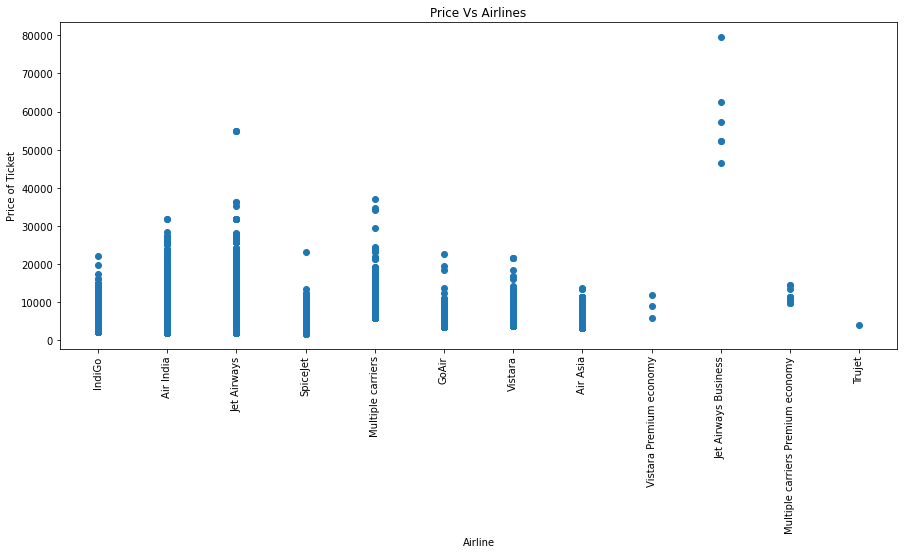 Price Vs Airlines
Price of Ticket
80000
70000
60000
50000
40000
30000
20000
10000
0
IndiGo
Air India
Jet Airways
SpiceJet
Multiple carriers
GoAir
Vistara
Air Asia
Vistara Premium economy
Jet Airways Business
Multiple carriers Premium economy
Trujet
Airline